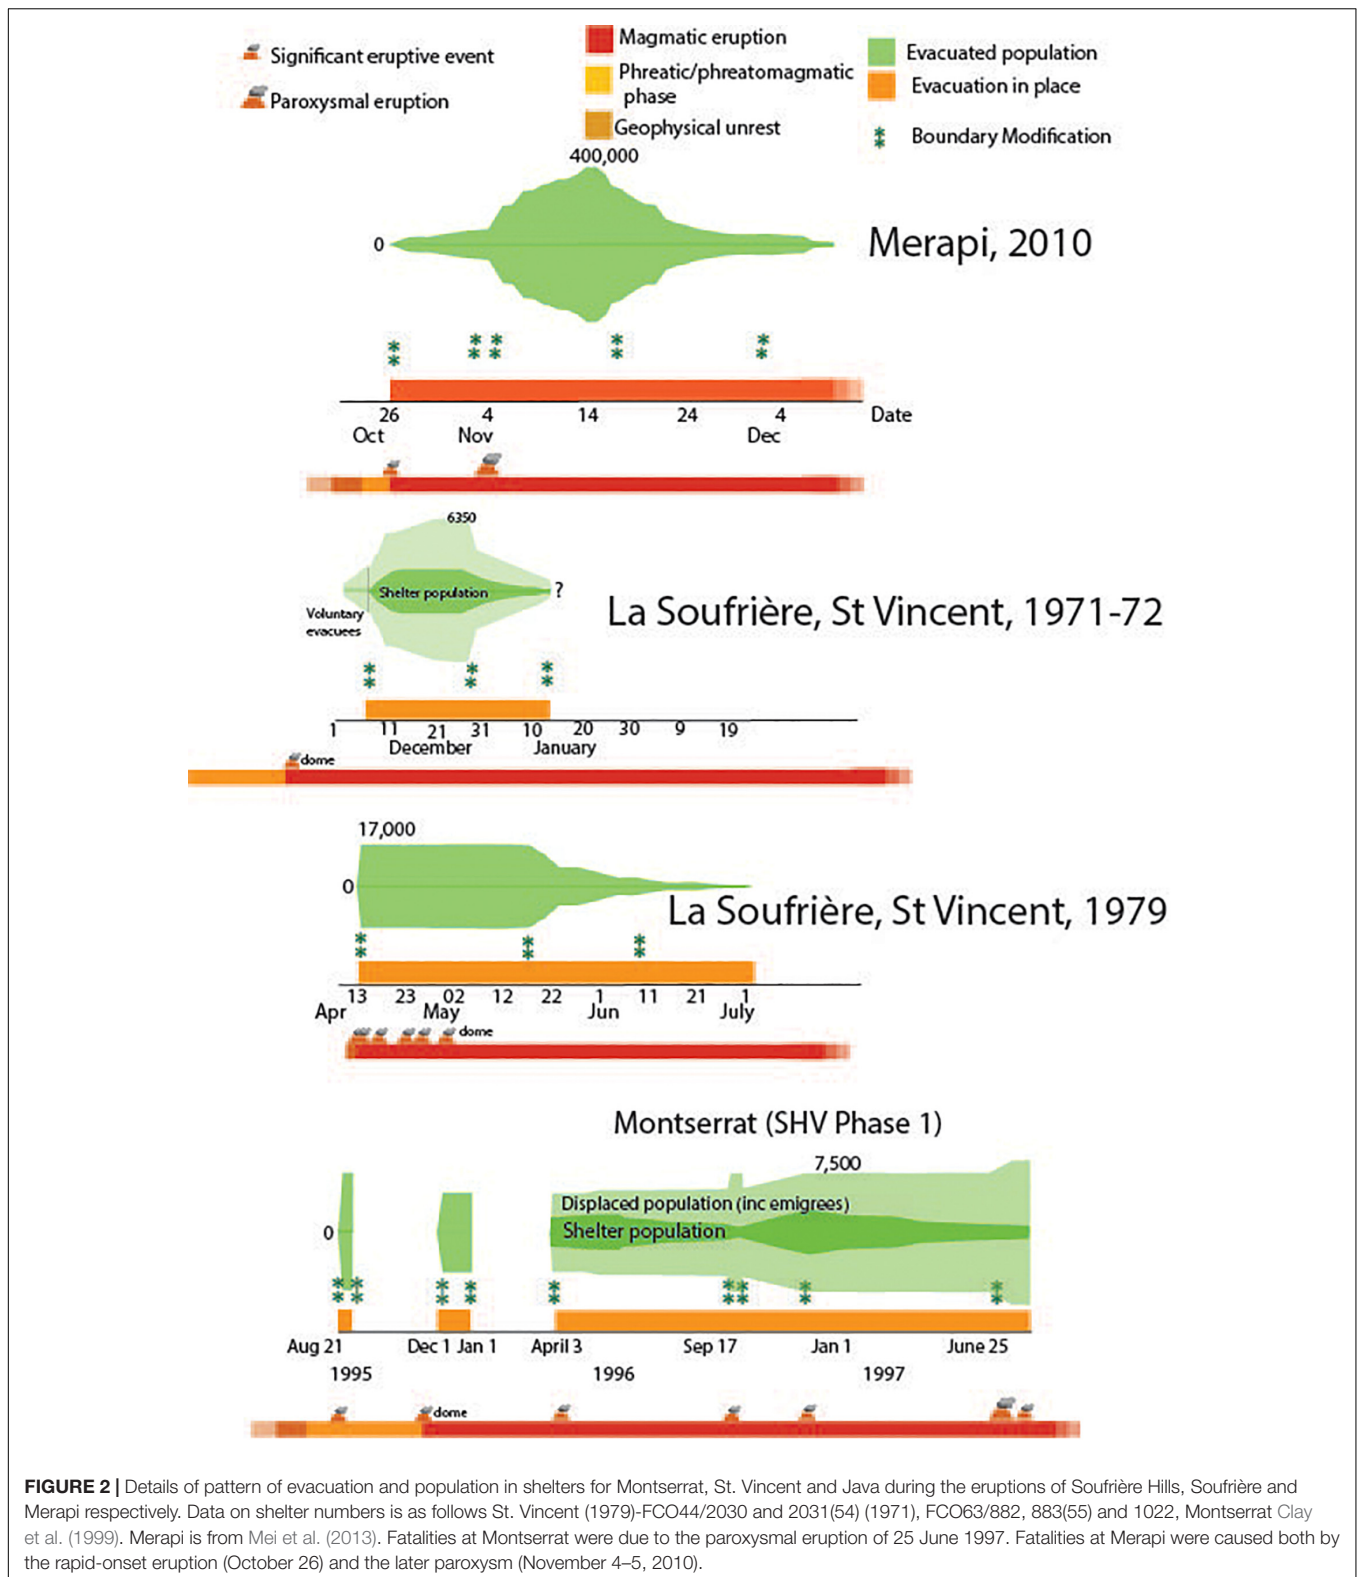 Significant eruptive event
Paroxysmal eruption
Magmatic eruption
Phreatic/phreatomagmatic
phase
Geophysical unrest
Evacuated population
Evacuation in place
Boundary Modification
400,000
0
Merapi, 2010
26 4 14 24 4 Date
Oct Nov Dec
6350
Shelter population
?
Voluntary
evacuees
La Soufrière, St Vincent, 1971-72
1 11 21 31 10 20 30 9 19
December January
dome
17,000
0
La Soufrière, St Vincent, 1979
13 23 02 12 22 1 11 21 1
Apr May Jun July
dome
Montserrat (SHV Phase 1)
7,500
Displaced population (inc emigrees)
0
Shelter population
Aug 21 Dec 1 Jan 1 April 3 Sep 17 Jan 1 June 25
1995 1996 1997
dome
FIGURE 2 | Details of pattern of evacuation and population in shelters for Montserrat, St. Vincent and Java during the eruptions of Soufrière Hills, Soufrière and
Merapi respectively. Data on shelter numbers is as follows St. Vincent (1979)-FCO44/2030 and 2031(54) (1971), FCO63/882, 883(55) and 1022, Montserrat Clay
et al. (1999). Merapi is from Mei et al. (2013). Fatalities at Montserrat were due to the paroxysmal eruption of 25 June 1997. Fatalities at Merapi were caused both by
the rapid-onset eruption (October 26) and the later paroxysm (November 4–5, 2010).